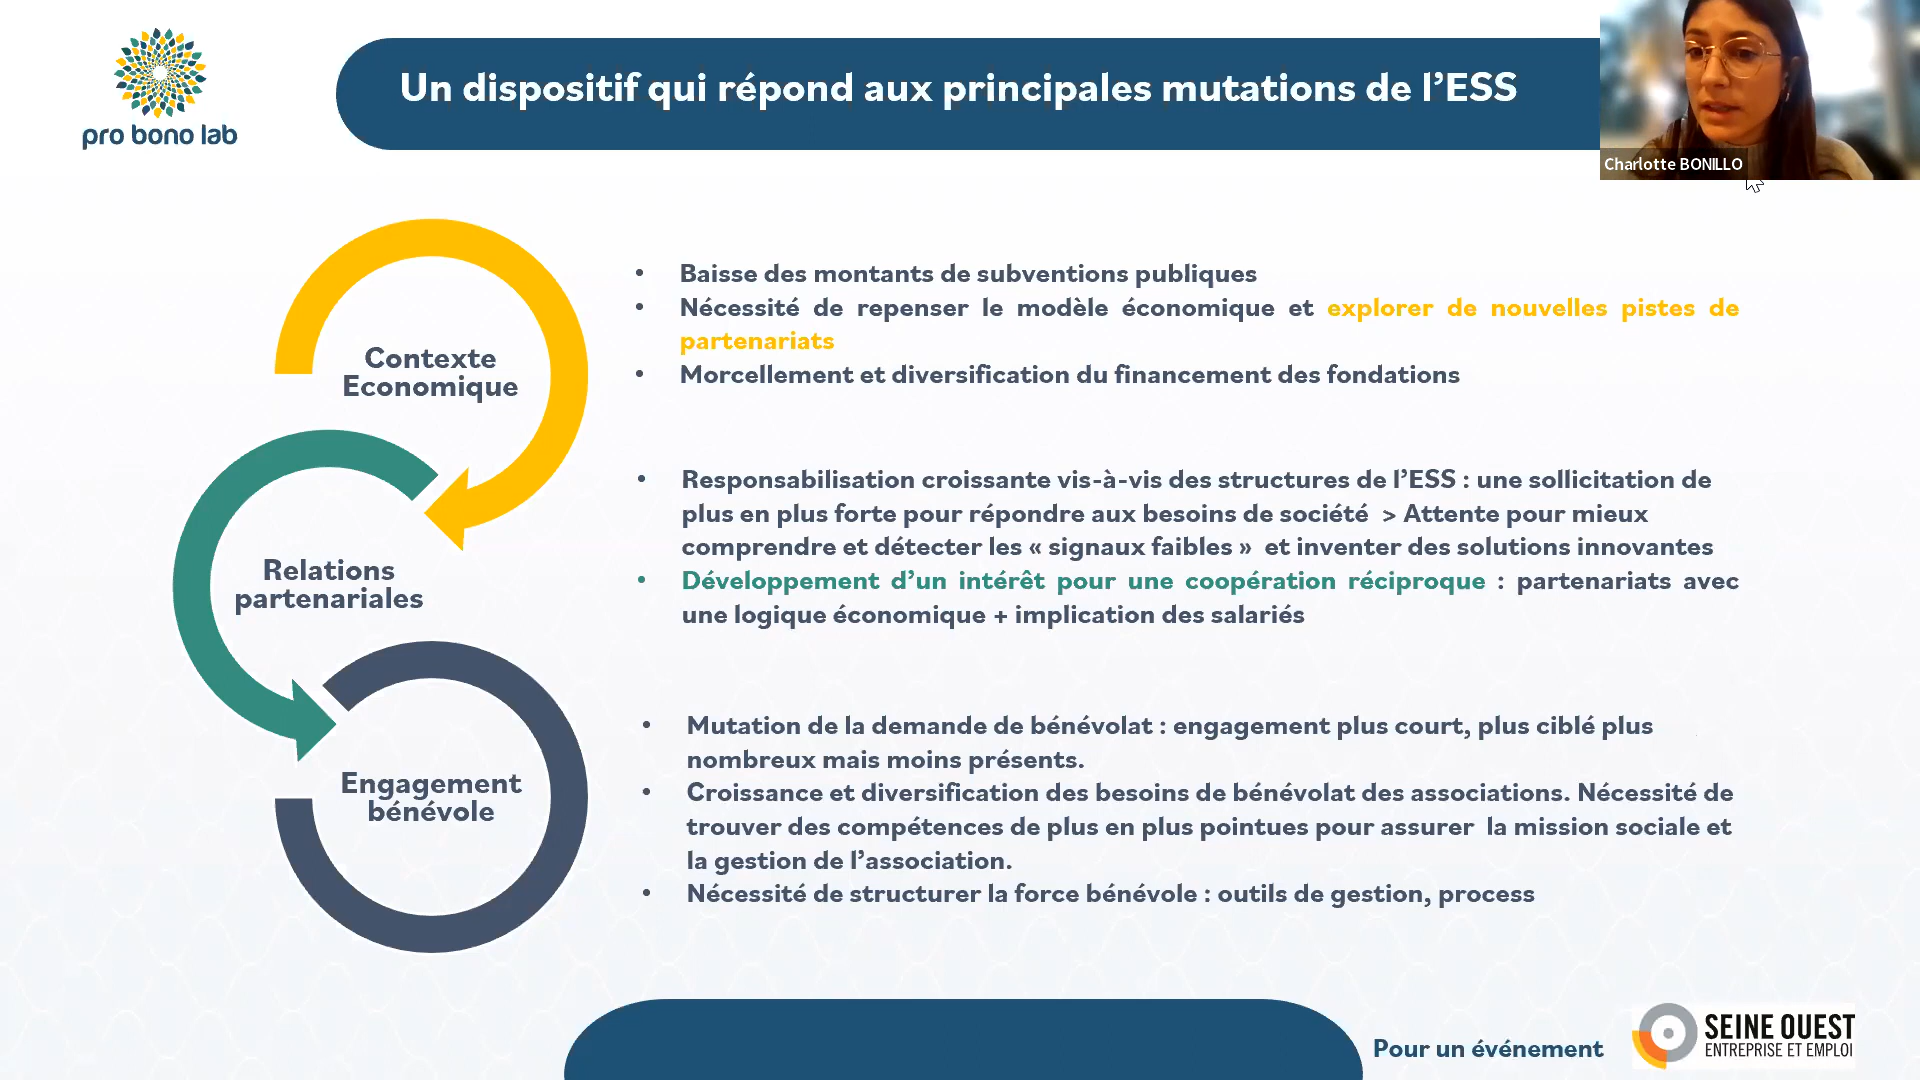 pro bono lab
Un dispositif qui répond aux principales mutations de l’ESS
Charlotte BONILLO
Contexte
Economique
• Baisse des montants de subventions publiques
• Nécessité de repenser le modèle économique et explorer de nouvelles pistes de
partenariats
• Morcellement et diversification du financement des fondations
Relations
partenariales
• Responsabilisation croissante vis-à-vis des structures de l’ESS : une sollicitation de
plus en plus forte pour répondre aux besoins de société > Attente pour mieux
comprendre et détecter les « signaux faibles » et inventer des solutions innovantes
• Développement d’un intérêt pour une coopération réciproque : partenariats avec
une logique économique + implication des salariés
Engagement
bénévole
• Mutation de la demande de bénévolat : engagement plus court, plus ciblé plus
nombreux mais moins présents.
• Croissance et diversification des besoins de bénévolat des associations. Nécessité de
trouver des compétences de plus en plus pointues pour assurer la mission sociale et
la gestion de l’association.
• Nécessité de structurer la force bénévole : outils de gestion, process
Pour un événement
SEINE OUEST
ENTREPRISE ET EMPLOI